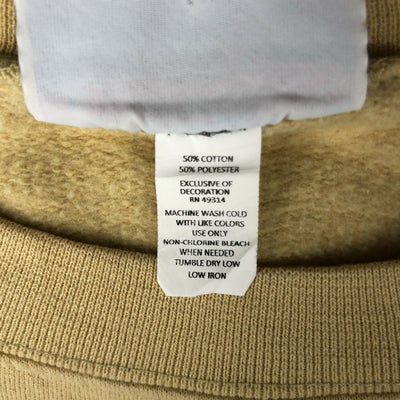 50% COTTON
50% POLYESTER
EXCLUSIVE OF
DECORATION
RN 49314
MACHINE WASH COLD
WITH LIKE COLORS
USE ONLY
NON-CHLORINE BLEACH
WHEN NEEDED
TUMBLE DRY LOW
LOW IRON